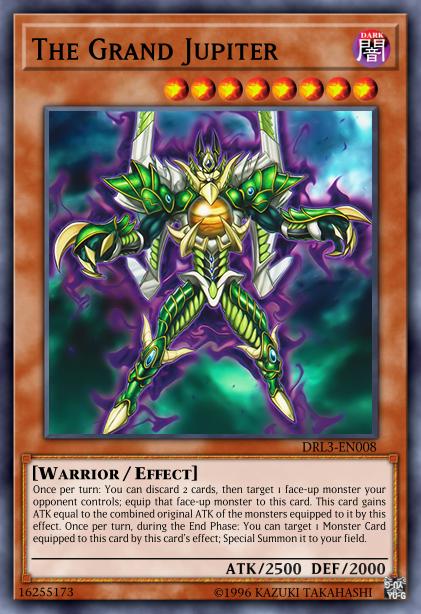 The Grand Jupiter
DARK
闇
DRL3-EN008
[Warrior / Effect]
Once per turn: You can discard 2 cards, then target 1 face-up monster your
opponent controls; equip that face-up monster to this card. This card gains
ATK equal to the combined original ATK of the monsters equipped to it by this
effect. Once per turn, during the End Phase: You can target 1 Monster Card
equipped to this card by this card's effect; Special Summon it to your field.
ATK/2500 DEF/2000
16255173
©1996 KAZUKI TAKAHASHI